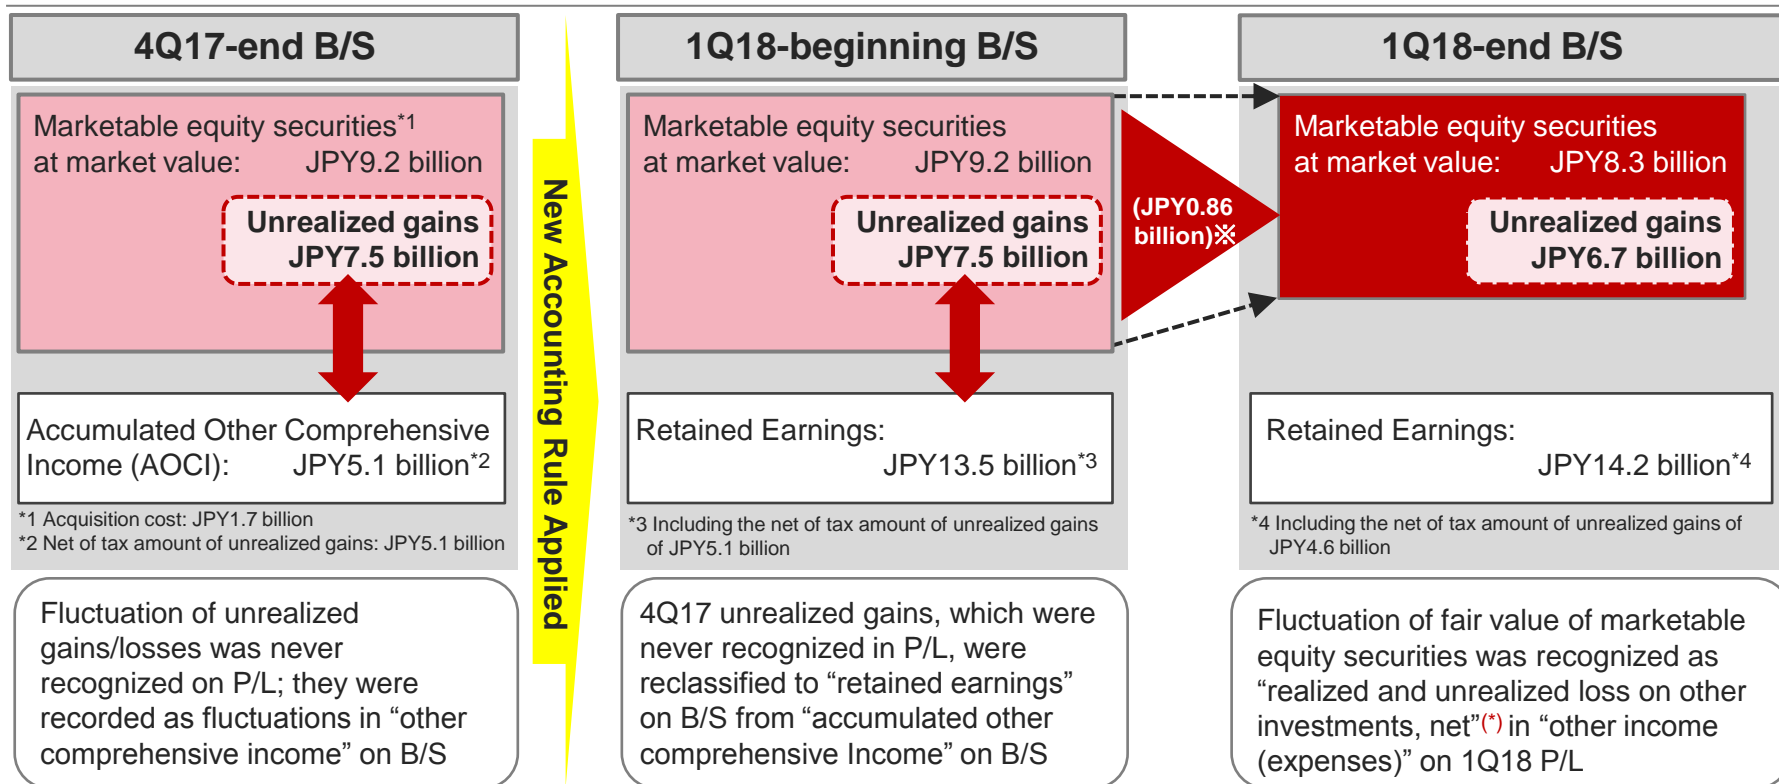 4Q17-end B/S
Marketable equity securities*1
at market value: JPY9.2 billion
Unrealized gains
JPY7.5 billion
Accumulated Other Comprehensive
Income (AOCI): JPY5.1 billion*2
*1 Acquisition cost: JPY1.7 billion
*2 Net of tax amount of unrealized gains: JPY5.1 billion
Fluctuation of unrealized
gains/losses was never
recognized on P/L; they were
recorded as fluctuations in “other
comprehensive income” on B/S
New Accounting Rule Applied
1Q18-beginning B/S
Marketable equity securities
at market value: JPY9.2 billion
Unrealized gains
JPY7.5 billion
Retained Earnings:
JPY13.5 billion*3
*3 Including the net of tax amount of unrealized gains
of JPY5.1 billion
4Q17 unrealized gains, which were
never recognized in P/L, were
reclassified to “retained earnings”
on B/S from “accumulated other
comprehensive Income” on B/S
(JPY0.86
billion)※
1Q18-end B/S
Marketable equity securities
at market value: JPY8.3 billion
Unrealized gains
JPY6.7 billion
Retained Earnings:
JPY14.2 billion*4
*4 Including the net of tax amount of unrealized gains of
JPY4.6 billion
Fluctuation of fair value of marketable
equity securities was recognized as
“realized and unrealized loss on other
investments, net”(*) in “other income
(expenses)” on 1Q18 P/L